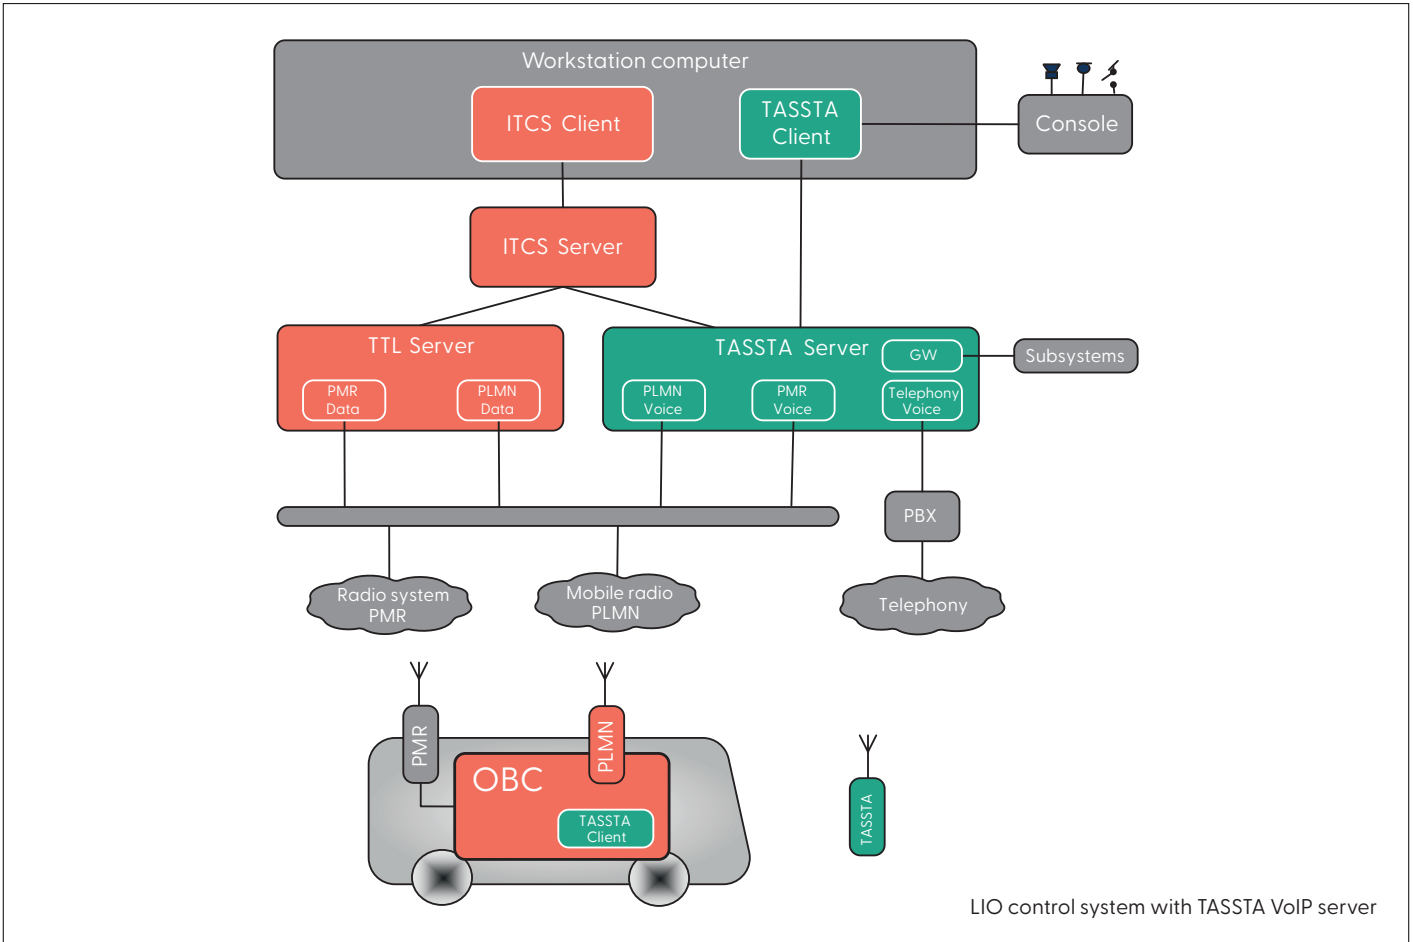 Workstation computer
ITCS Client
TASSTA
Client
Console
ITCS Server
TTL Server
PMR
Data
PLMN
Data
TASSTA Server
GW
PLMN
Voice
PMR
Voice
Telephony
Voice
Subsystems
PBX
Radio system
PMR
Mobile radio
PLMN
Telephony
PMR
PLMN
OBC
TASSTA
Client
TASSTA
LIO control system with TASSTA VoIP server